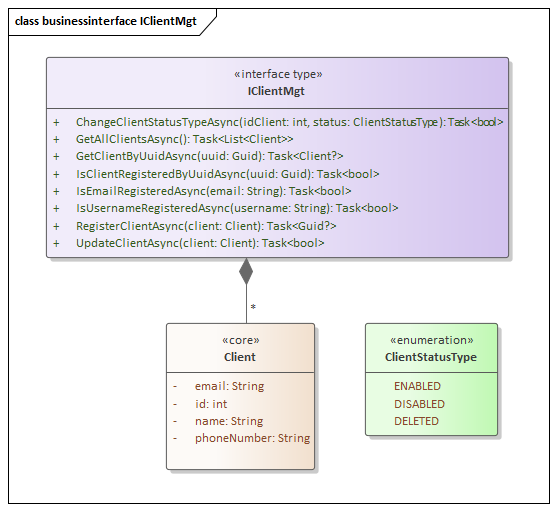 class businessinterface IClientMgt
«interface type»
IClientMgt
+ ChangeClientStatusTypeAsync(idClient: int, status: ClientStatusType): Task<bool>
+ GetAllClientsAsync(): Task<List<Client>>
+ GetClientByUuidAsync(uuid: Guid): Task<Client?>
+ IsClientRegisteredByUuidAsync(uuid: Guid): Task<bool>
+ IsEmailRegisteredAsync(email: String): Task<bool>
+ IsUsernameRegisteredAsync(username: String): Task<bool>
+ RegisterClientAsync(client: Client): Task<Guid?>
+ UpdateClientAsync(client: Client): Task<bool>
*
«core»
Client
- email: String
- id: int
- name: String
- phoneNumber: String
«enumeration»
ClientStatusType
ENABLED
DISABLED
DELETED